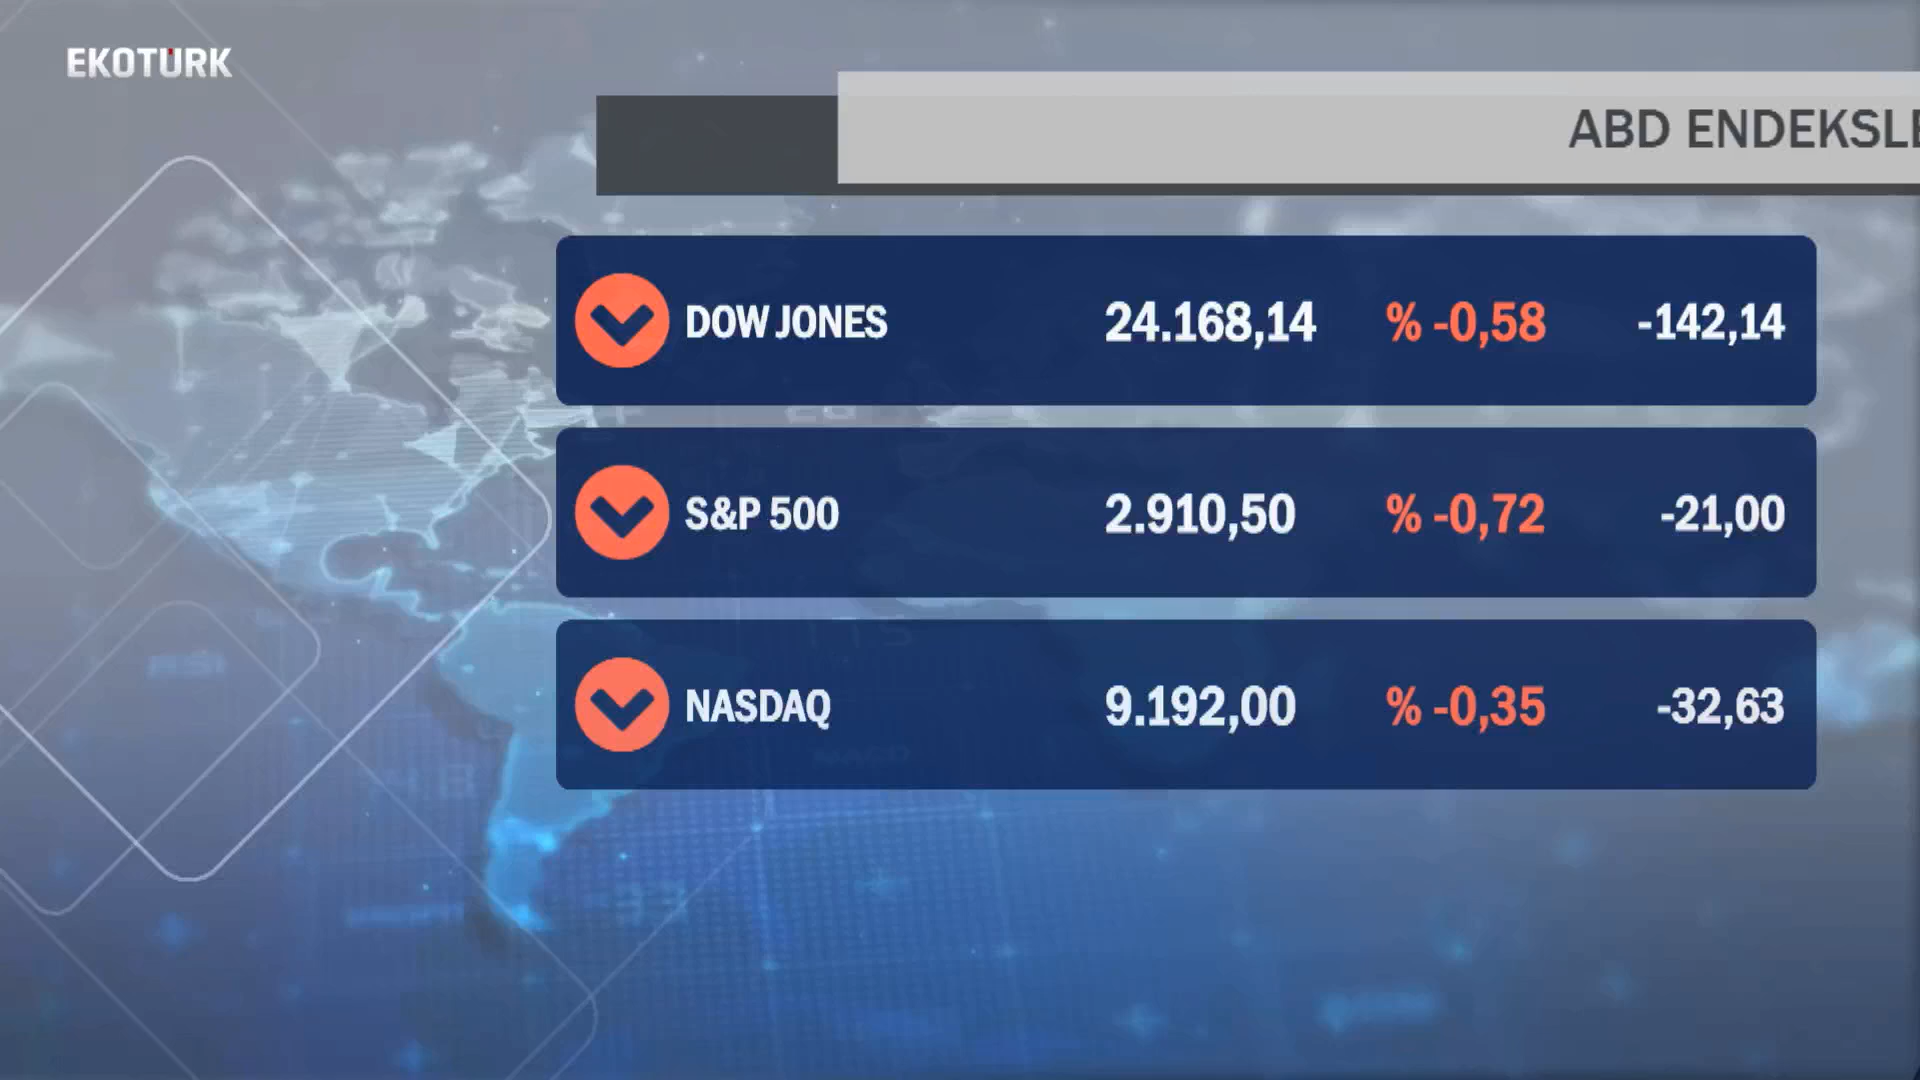 EKOTÜRK
ABD ENDEKSLE
DOW JONES 24.168,14 % -0,58 -142,14
S&P 500 2.910,50 % -0,72 -21,00
NASDAQ 9.192,00 % -0,35 -32,63